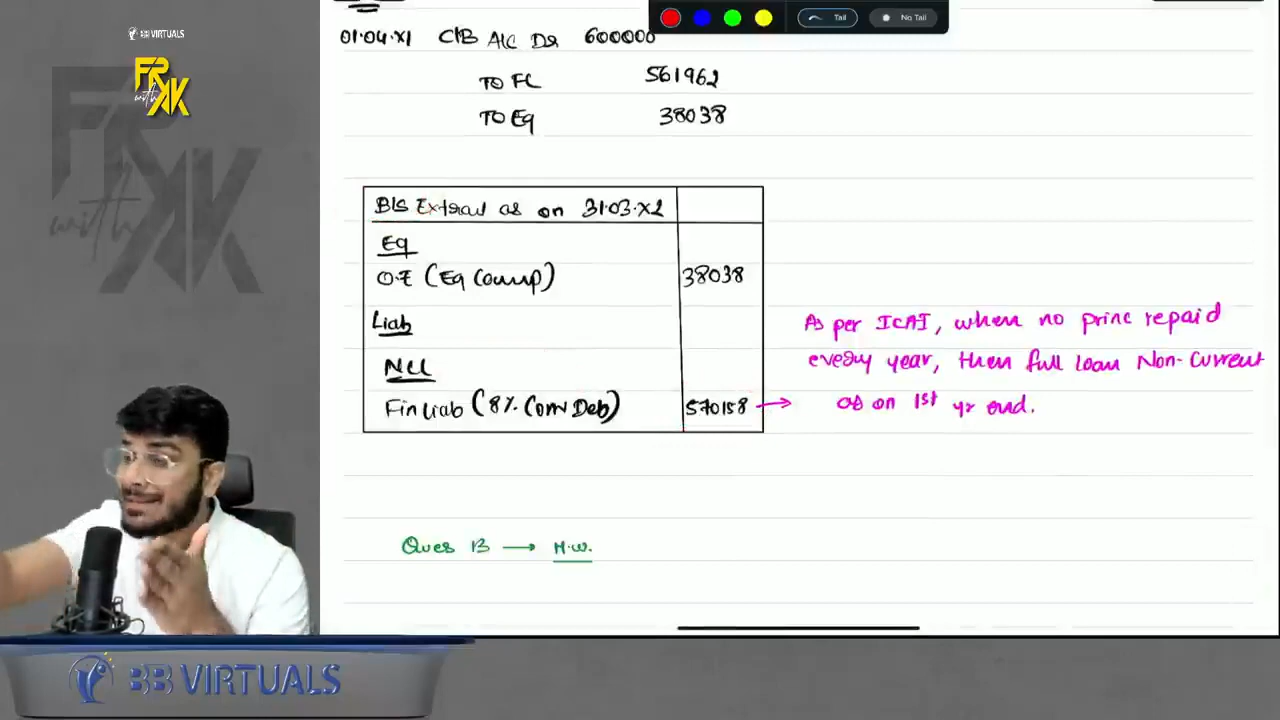 BB VIRTUALS
FR
with
KK
Tail
No Tail
01.04.X1 C/B A/C Dr 600000
TO FL 561962
TO Eq 38038
B/S Extract as on 31.03.X2
Eq
O.E (Eq Comp) 38038
Liab
NCL
Fin Liab (8% Conv Deb) 570158 →
As per ICAI, when no princ repaid
every year, then full loan Non-Current
as on 1st yr end.
Ques 13 → H.W.
BB VIRTUALS